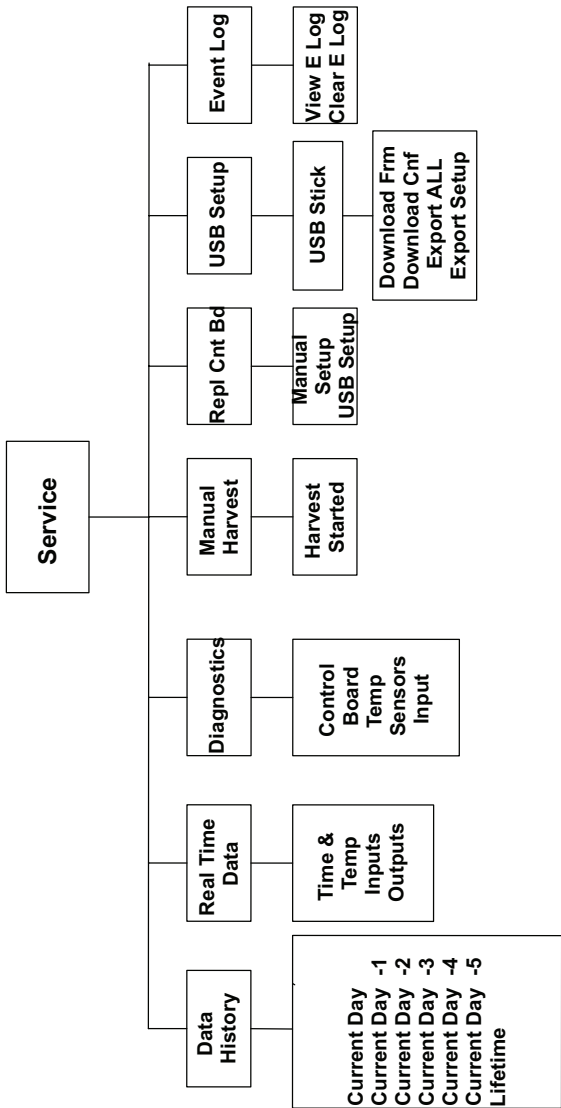 Service
Data
History
Current Day
Current Day -1
Current Day -2
Current Day -3
Current Day -4
Current Day -5
Lifetime
Real Time
Data
Time &
Temp
Inputs
Outputs
Diagnostics
Control
Board
Temp
Sensors
Input
Manual
Harvest
Harvest
Started
Repl Cnt Bd
Manual
Setup
USB Setup
USB Setup
USB Stick
Download Frm
Download Cnf
Export ALL
Export Setup
Event Log
View E Log
Clear E Log